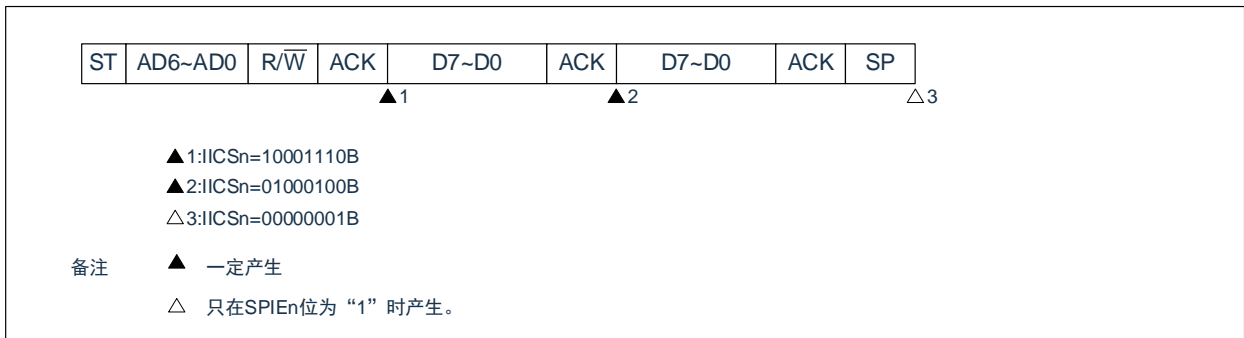 ST AD6~AD0 R/W̅ ACK D7~D0 ACK D7~D0 ACK SP
▲1 ▲2 △3
▲1:IICSn=10001110B
▲2:IICSn=01000100B
△3:IICSn=00000001B
备注 ▲ 一定产生
△ 只在SPIEn位为“1”时产生。